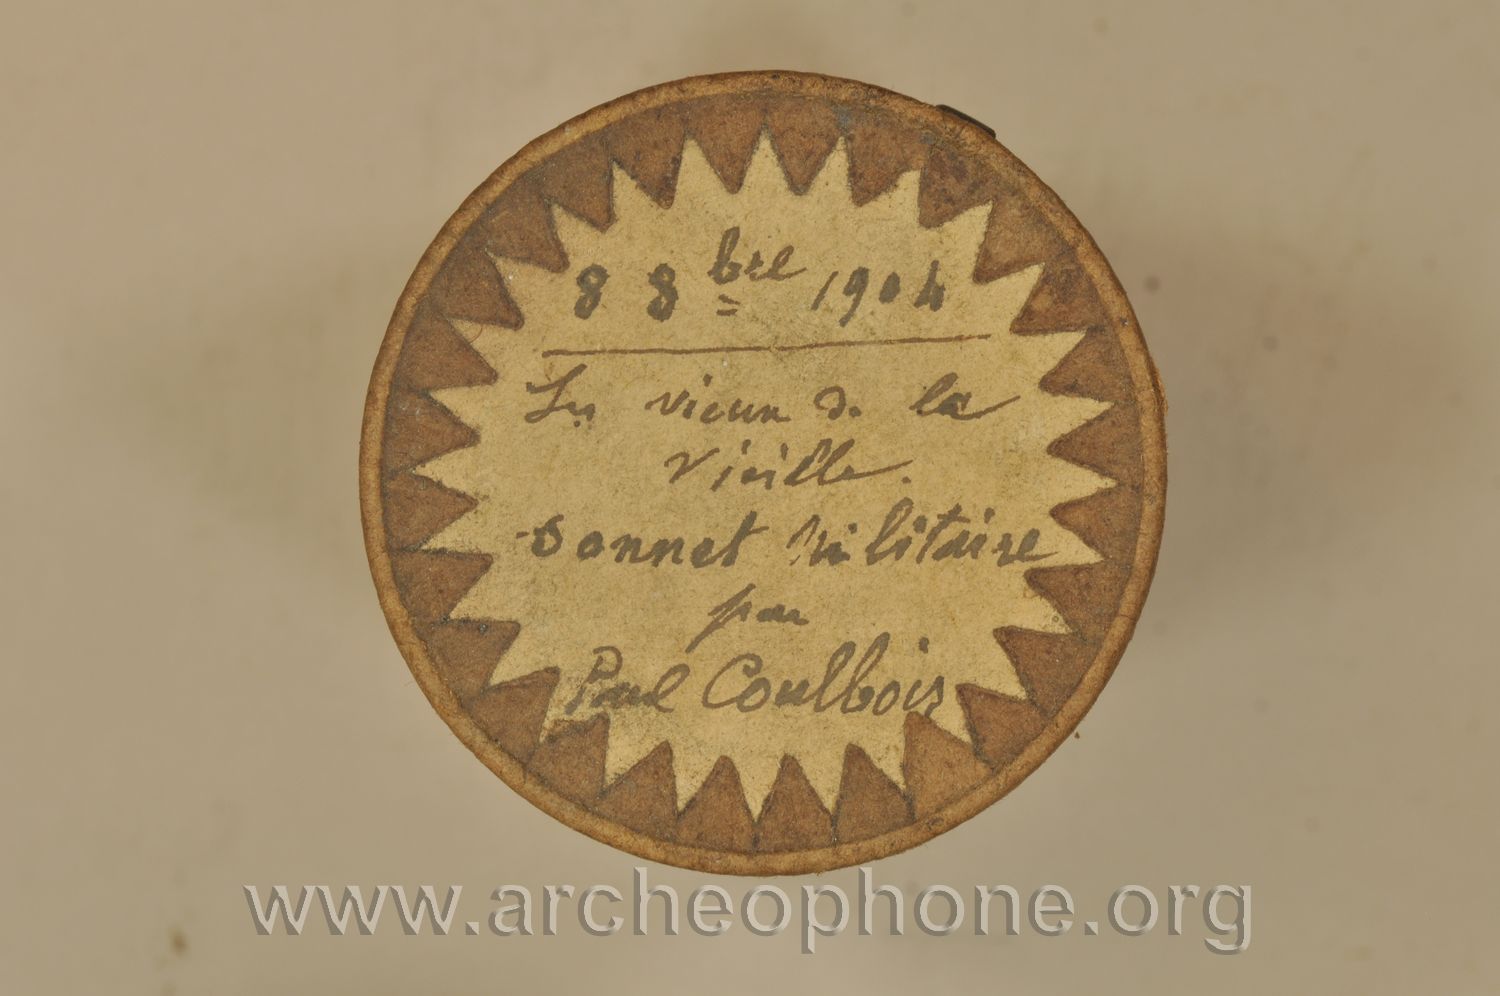 8 8bre 1904
Les vieux de la
vieille.
Sonnet Militaire
par
Paul Coulbois
www.archeophone.org